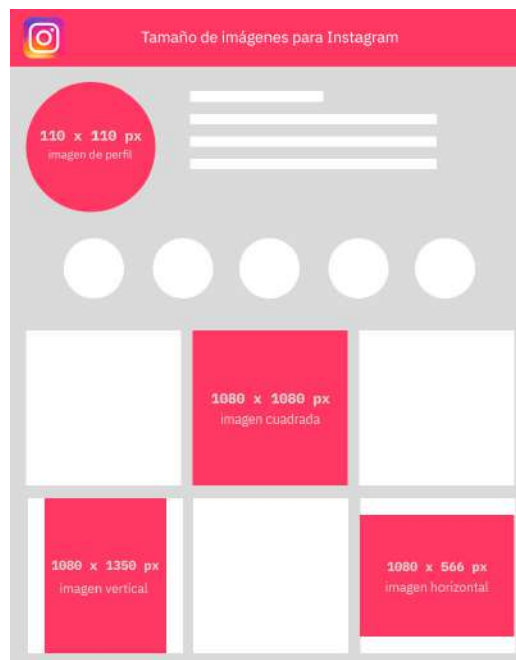 Tamaño de imágenes para Instagram
110 x 110 px
imagen de perfil
1080 x 1080 px
imagen cuadrada
1080 x 1350 px
imagen vertical
1080 x 566 px
imagen horizontal